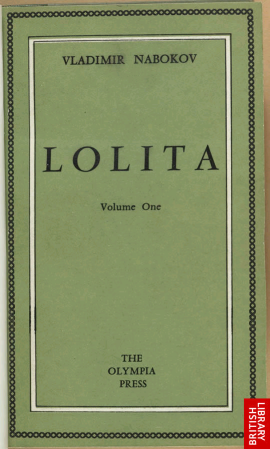 VLADIMIR NABOKOV
LOLITA
Volume One
THE
OLYMPIA
PRESS
BRITISH
LIBRARY